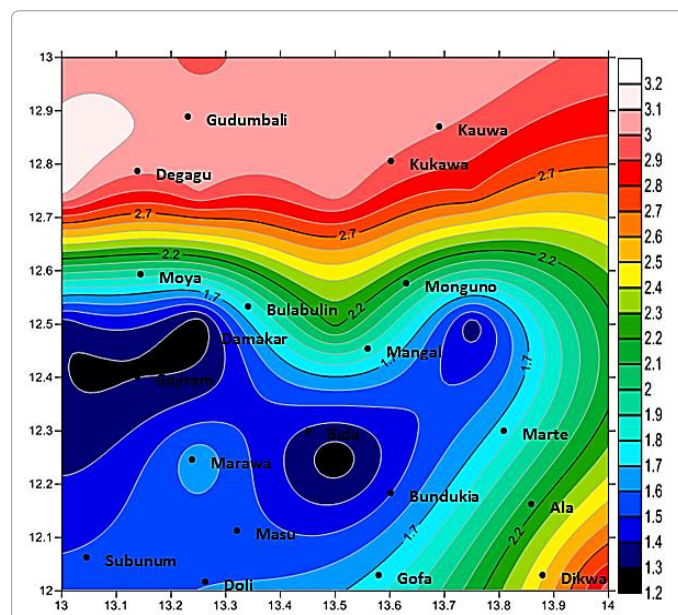 13
12.9
12.8
12.7
12.6
12.5
12.4
12.3
12.2
12.1
12
13 13.1 13.2 13.3 13.4 13.5 13.6 13.7 13.8 13.9 14
Gudumbali
Kauwa
Kukawa
Degagu
2.7
2.7
2.7
2.2
2.2
Moya
Monguno
1.7
2.2
Bulabulin
Damakar
Mangal
1.7
1.7
Gajiram
Bida
Marte
Marawa
Bundukia
Ala
Masu
1.7
2.2
Subunum
Doli
Gofa
Dikwa
3.2
3.1
3
2.9
2.8
2.7
2.6
2.5
2.4
2.3
2.2
2.1
2
1.9
1.8
1.7
1.6
1.5
1.4
1.3
1.2